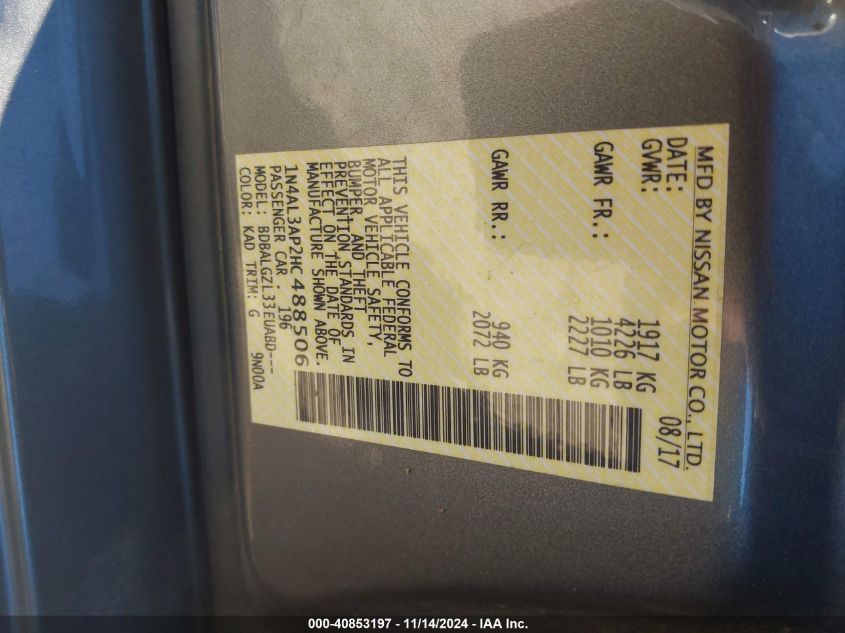 MFD BY NISSAN MOTOR CO., LTD.
DATE: 08/17
GVWR: 1917 KG
4226 LB
GAWR FR.: 1010 KG
2227 LB
GAWR RR.: 940 KG
2072 LB
THIS VEHICLE CONFORMS TO
ALL APPLICABLE FEDERAL
MOTOR VEHICLE SAFETY,
BUMPER, AND THEFT
PREVENTION STANDARDS IN
EFFECT ON THE DATE OF
MANUFACTURE SHOWN ABOVE.
1N4AL3AP2HC488506
PASSENGER CAR 196
MODEL: BDBALGZL33EUABD---
COLOR: KAD TRIM: G 9N00A
000-40853197 - 11/14/2024 - IAA Inc.